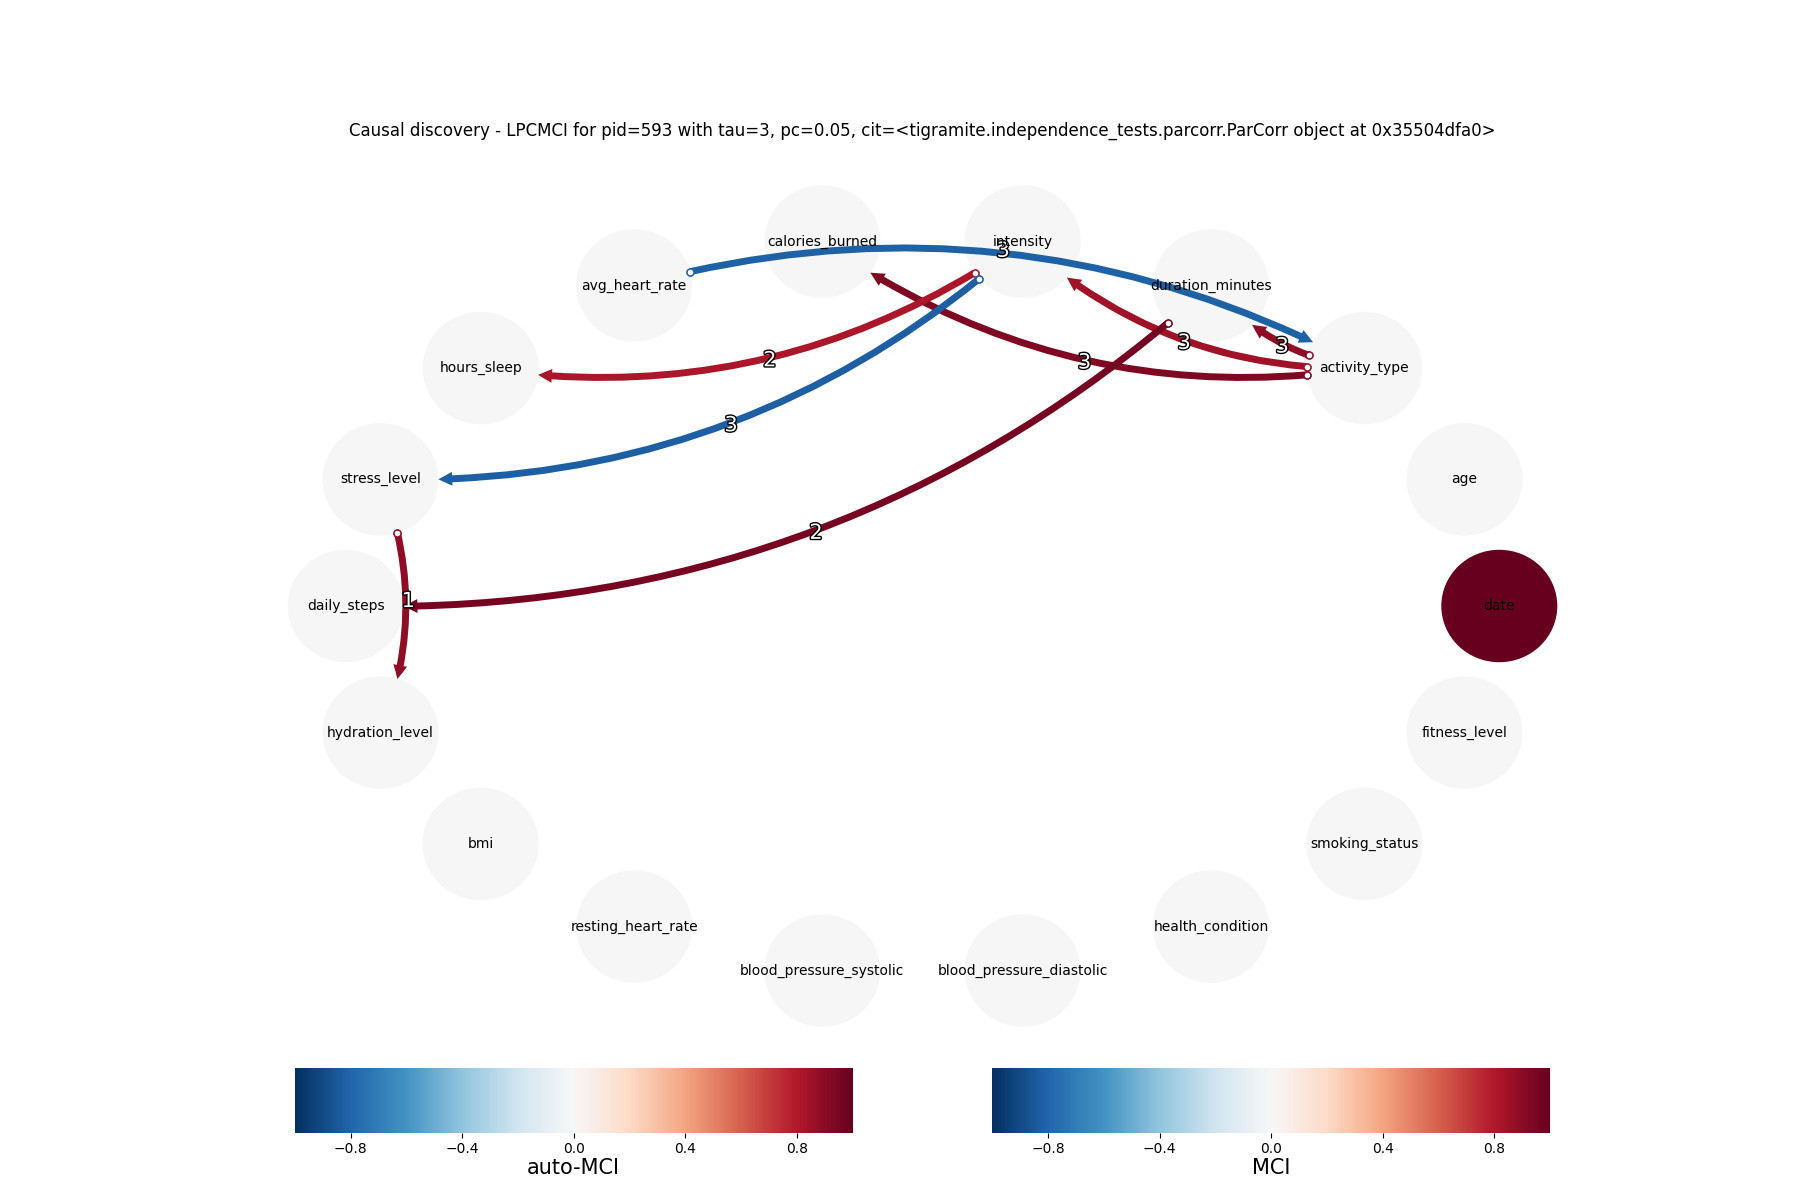 Causal discovery - LPCMCI for pid=593 with tau=3, pc=0.05, cit=<tigramite.independence_tests.parcorr.ParCorr object at 0x35504dfa0>
calories_burned
intensity
3
avg_heart_rate
duration_minutes
3
3
hours_sleep
2
3
activity_type
3
stress_level
age
2
1
daily_steps
date
hydration_level
fitness_level
bmi
smoking_status
resting_heart_rate
health_condition
blood_pressure_systolic
blood_pressure_diastolic
−0.8 −0.4 0.0 0.4 0.8
auto-MCI
−0.8 −0.4 0.0 0.4 0.8
MCI